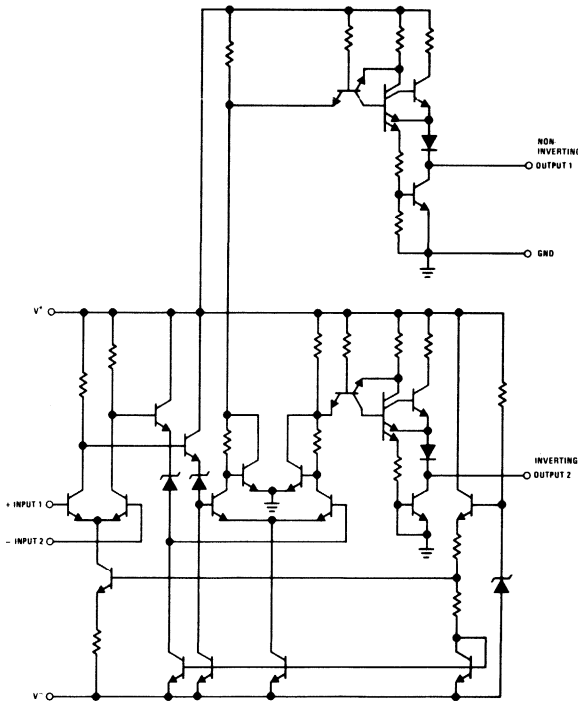 NON-
INVERTING
OUTPUT 1
GND
V+
INVERTING
OUTPUT 2
+ INPUT 1
− INPUT 2
V−